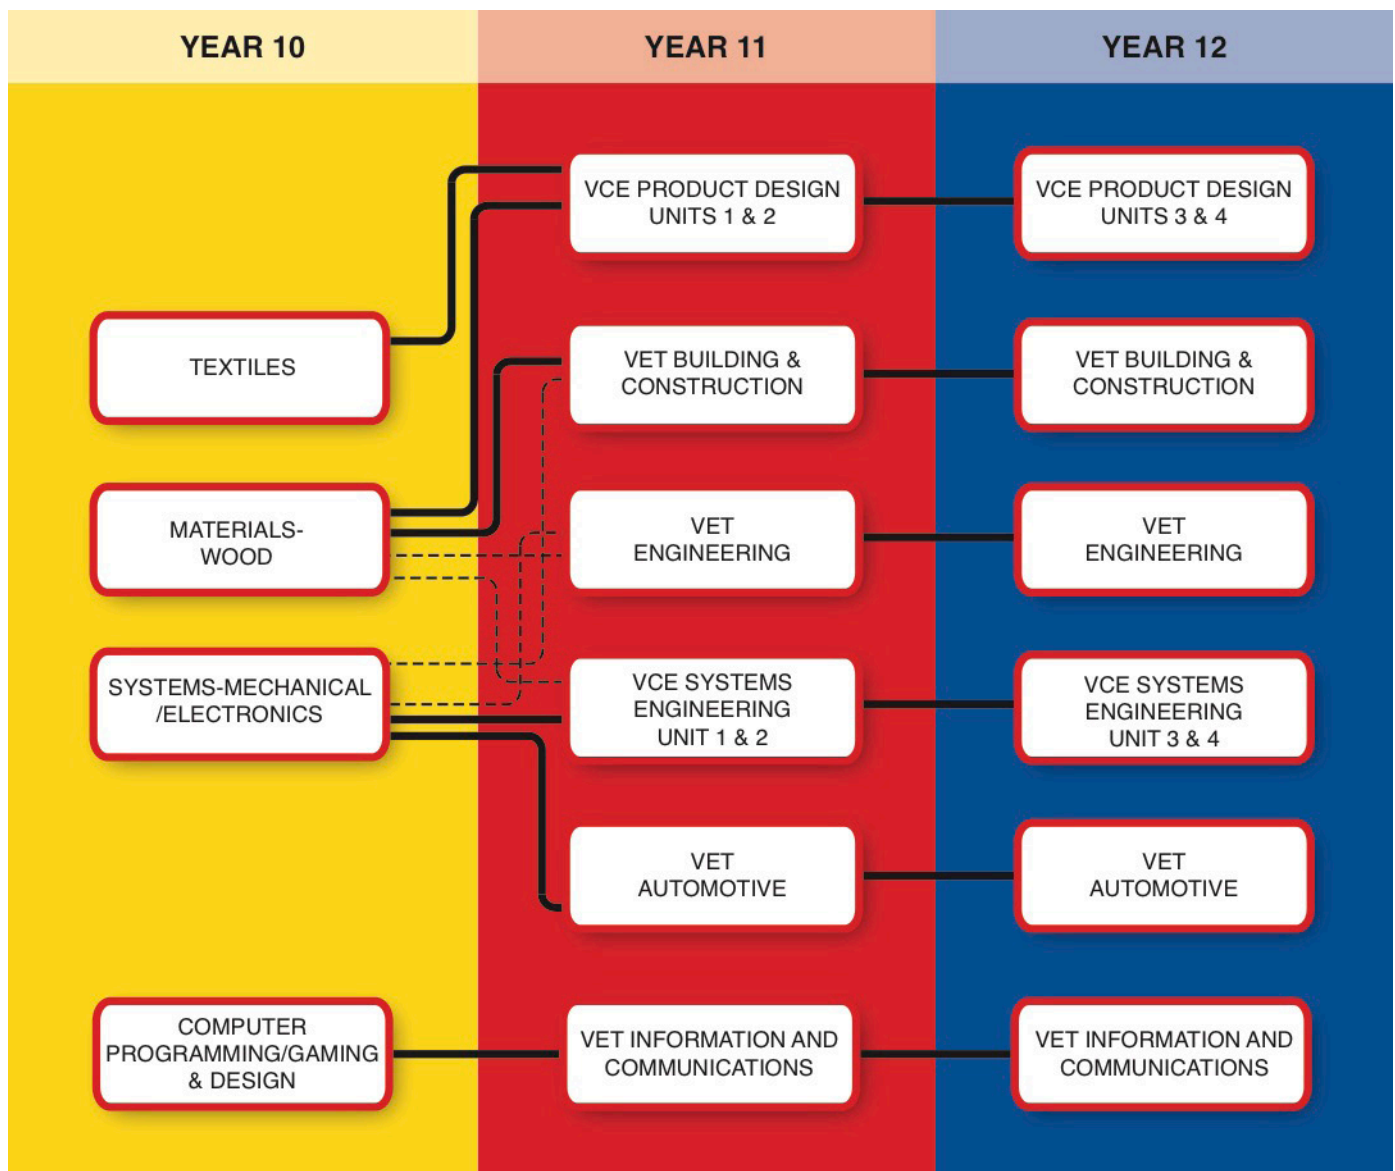 YEAR 10
YEAR 11
YEAR 12
TEXTILES
MATERIALS-
WOOD
SYSTEMS-MECHANICAL
/ELECTRONICS
COMPUTER
PROGRAMMING/GAMING
& DESIGN
VCE PRODUCT DESIGN
UNITS 1 & 2
VET BUILDING &
CONSTRUCTION
VET
ENGINEERING
VCE SYSTEMS
ENGINEERING
UNIT 1 & 2
VET
AUTOMOTIVE
VET INFORMATION AND
COMMUNICATIONS
VCE PRODUCT DESIGN
UNITS 3 & 4
VET BUILDING &
CONSTRUCTION
VET
ENGINEERING
VCE SYSTEMS
ENGINEERING
UNIT 3 & 4
VET
AUTOMOTIVE
VET INFORMATION AND
COMMUNICATIONS